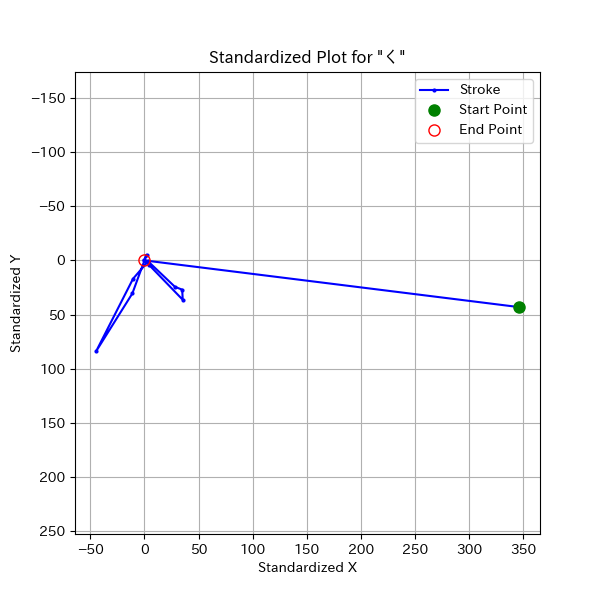 Standardized Plot for "く"
Stroke
Start Point
End Point
−150
−100
−50
0
50
100
150
200
250
Standardized Y
−50 0 50 100 150 200 250 300 350
Standardized X